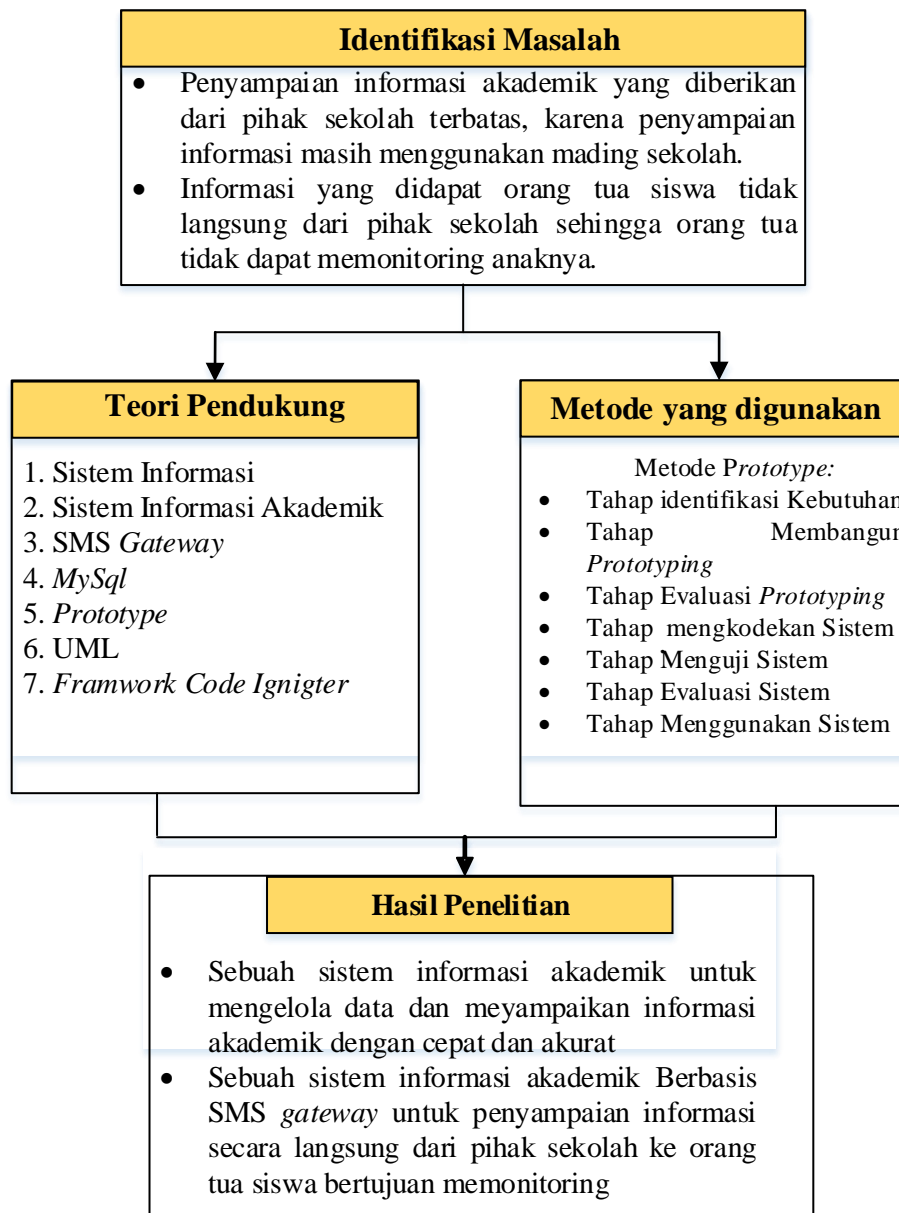 Identifikasi Masalah
• Penyampaian informasi akademik yang diberikan
dari pihak sekolah terbatas, karena penyampaian
informasi masih menggunakan mading sekolah.
• Informasi yang didapat orang tua siswa tidak
langsung dari pihak sekolah sehingga orang tua
tidak dapat memonitoring anaknya.
Teori Pendukung
1. Sistem Informasi
2. Sistem Informasi Akademik
3. SMS Gateway
4. MySql
5. Prototype
6. UML
7. Framwork Code Ignigter
Metode yang digunakan
Metode Prototype:
• Tahap identifikasi Kebutuhan
• Tahap Membangun
Prototyping
• Tahap Evaluasi Prototyping
• Tahap mengkodekan Sistem
• Tahap Menguji Sistem
• Tahap Evaluasi Sistem
• Tahap Menggunakan Sistem
Hasil Penelitian
• Sebuah sistem informasi akademik untuk
mengelola data dan meyampaikan informasi
akademik dengan cepat dan akurat
• Sebuah sistem informasi akademik Berbasis
SMS gateway untuk penyampaian informasi
secara langsung dari pihak sekolah ke orang
tua siswa bertujuan memonitoring